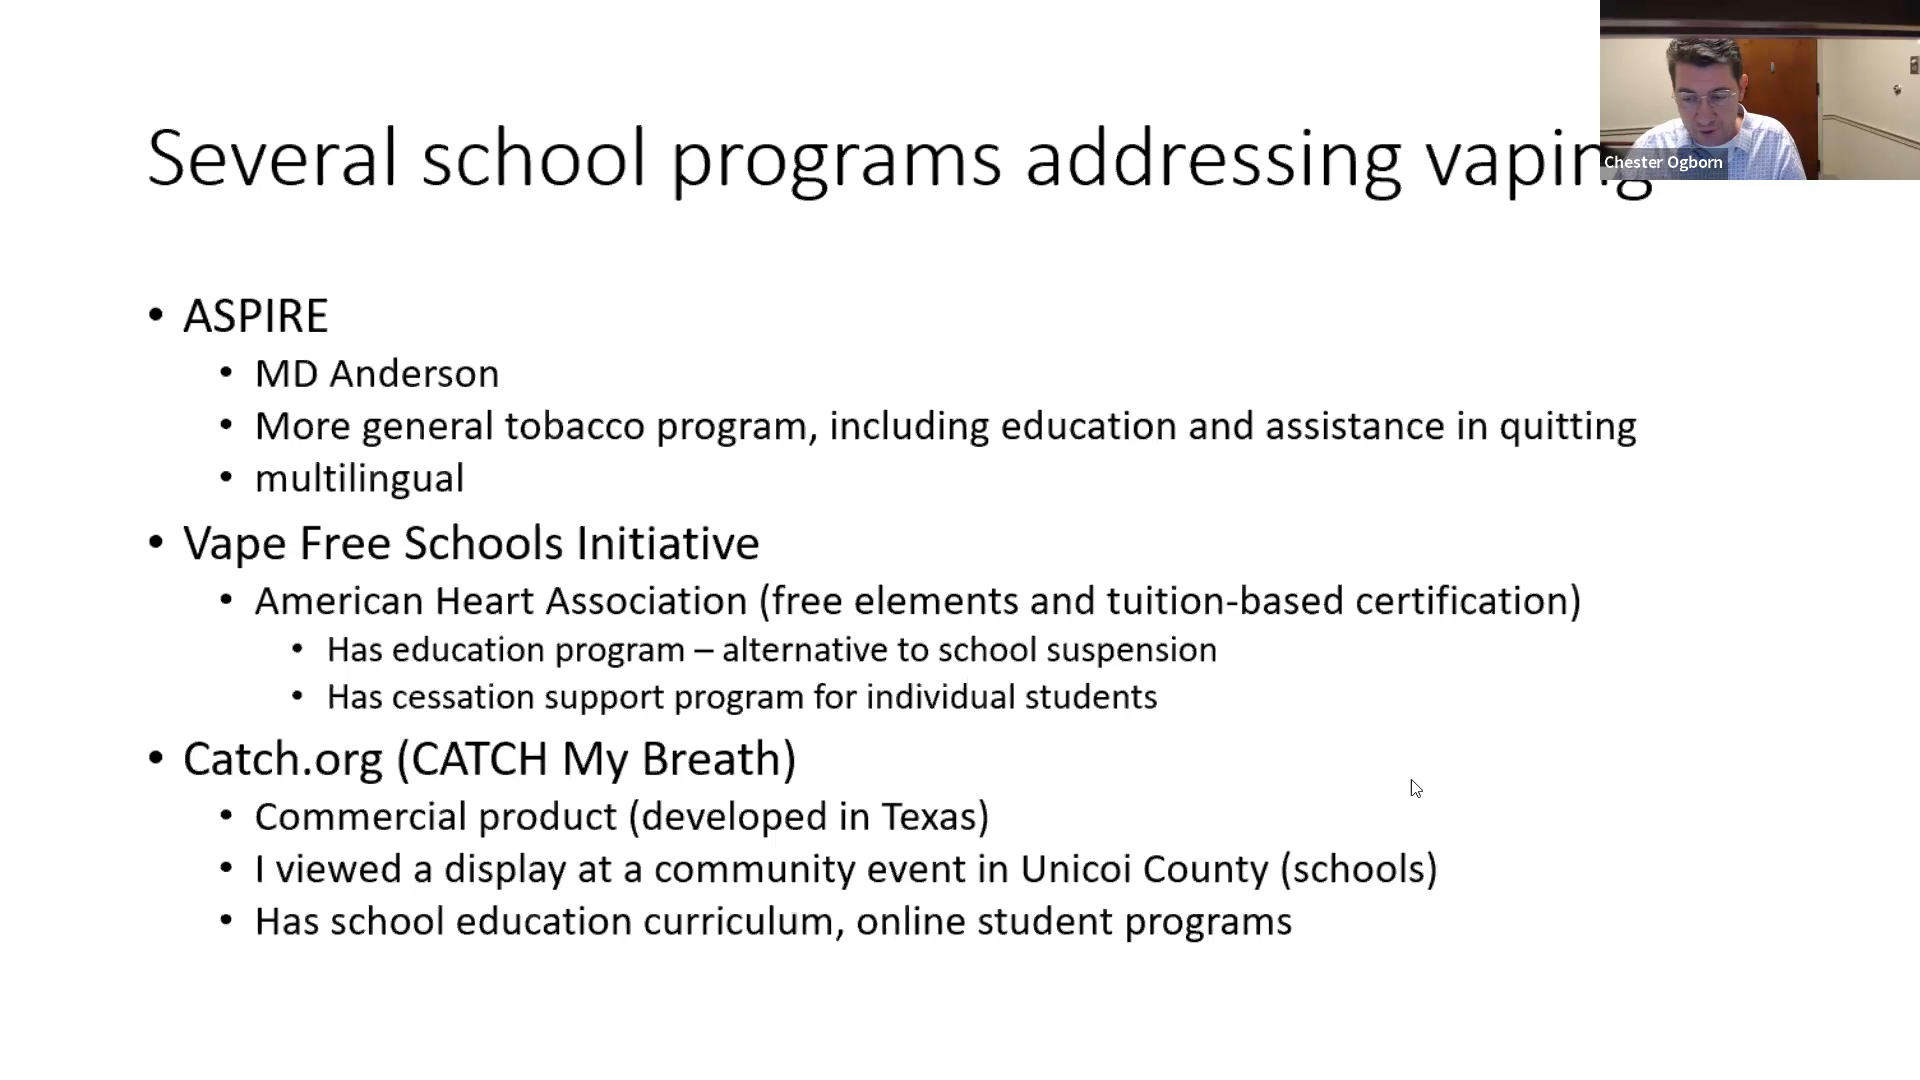 Several school programs addressing vaping
Chester Ogborn
• ASPIRE
• MD Anderson
• More general tobacco program, including education and assistance in quitting
• multilingual
• Vape Free Schools Initiative
• American Heart Association (free elements and tuition-based certification)
• Has education program – alternative to school suspension
• Has cessation support program for individual students
• Catch.org (CATCH My Breath)
• Commercial product (developed in Texas)
• I viewed a display at a community event in Unicoi County (schools)
• Has school education curriculum, online student programs